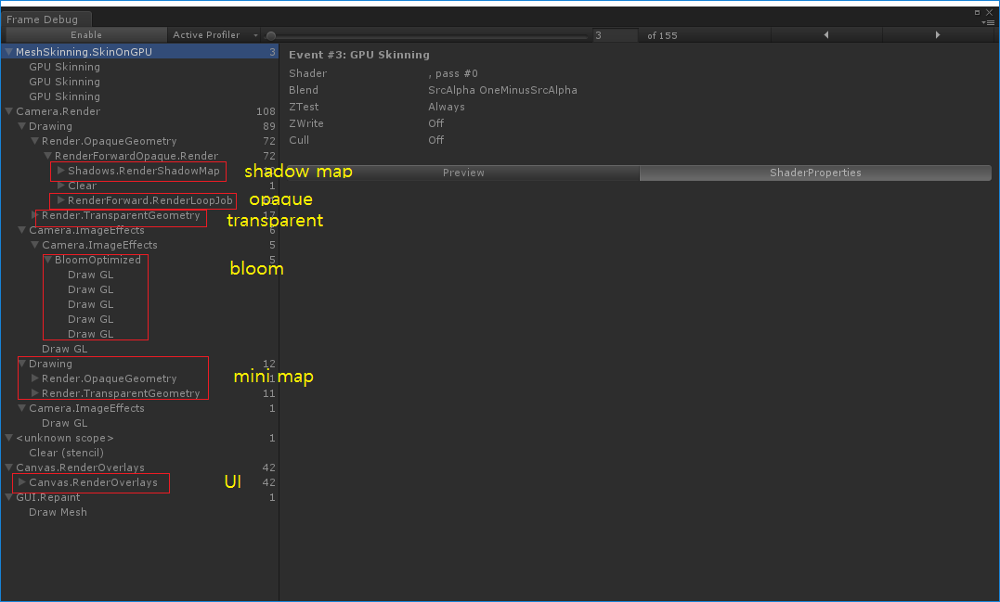 Frame Debug
Enable Active Profiler 3 of 155
MeshSkinning.SkinOnGPU 3
GPU Skinning
GPU Skinning
GPU Skinning
Camera.Render 108
Drawing 89
Render.OpaqueGeometry 72
RenderForwardOpaque.Render 72
Shadows.RenderShadowMap shadow map
Clear 1
RenderForward.RenderLoopJob opaque
Render.TransparentGeometry 17 transparent
Camera.ImageEffects 6
Camera.ImageEffects 5
BloomOptimized 5 bloom
Draw GL
Draw GL
Draw GL
Draw GL
Draw GL
Draw GL
Drawing 12
Render.OpaqueGeometry 1 mini map
Render.TransparentGeometry 11
Camera.ImageEffects 1
Draw GL
<unknown scope> 1
Clear (stencil)
Canvas.RenderOverlays 42
Canvas.RenderOverlays 42 UI
GUI.Repaint 1
Draw Mesh
Event #3: GPU Skinning
Shader , pass #0
Blend SrcAlpha OneMinusSrcAlpha
ZTest Always
ZWrite Off
Cull Off
Preview ShaderProperties